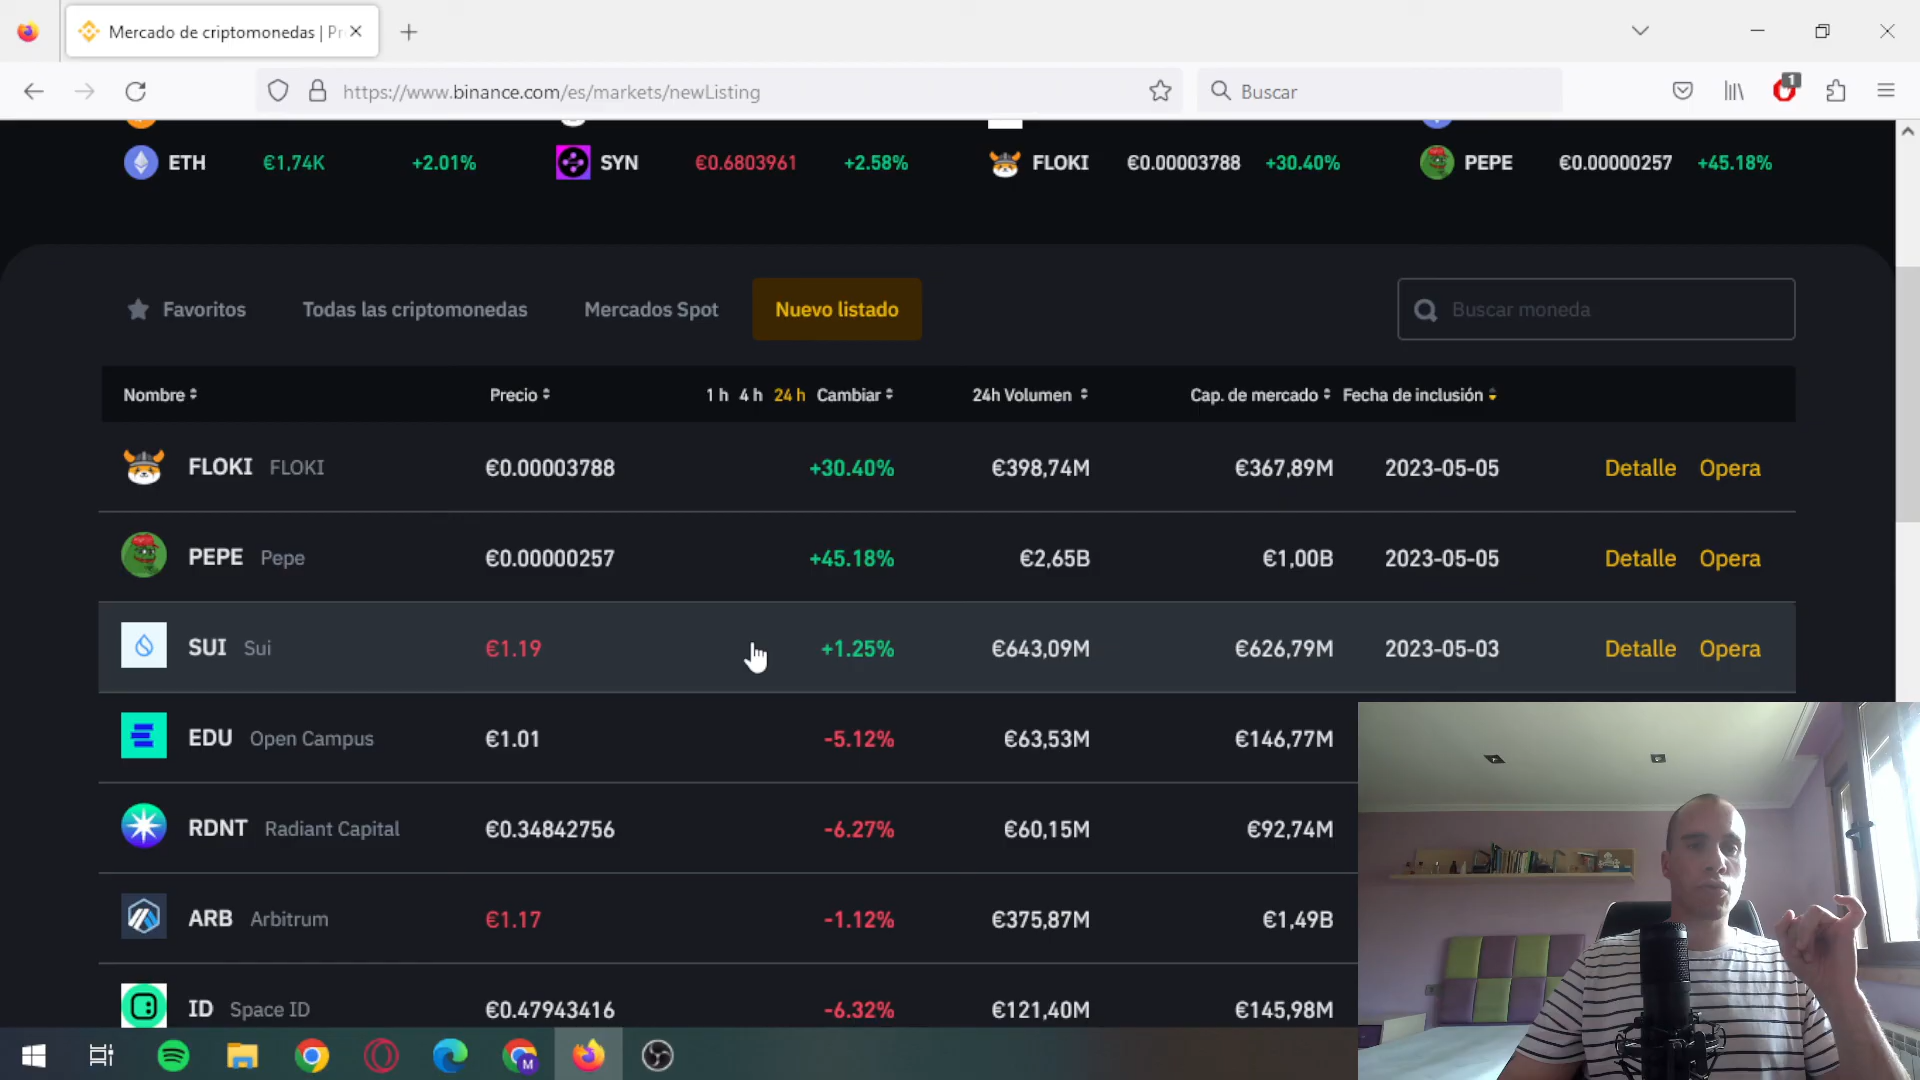 Mercado de criptomonedas | Pr
https://www.binance.com/es/markets/newListing
Buscar
1
ETH €1,74K +2.01%
SYN €0.6803961 +2.58%
FLOKI €0.00003788 +30.40%
PEPE €0.00000257 +45.18%
Favoritos Todas las criptomonedas Mercados Spot Nuevo listado
Buscar moneda
Nombre Precio 1 h 4 h 24 h Cambiar 24h Volumen Cap. de mercado Fecha de inclusión
FLOKI FLOKI €0.00003788 +30.40% €398,74M €367,89M 2023-05-05 Detalle Opera
PEPE Pepe €0.00000257 +45.18% €2,65B €1,00B 2023-05-05 Detalle Opera
SUI Sui €1.19 +1.25% €643,09M €626,79M 2023-05-03 Detalle Opera
EDU Open Campus €1.01 -5.12% €63,53M €146,77M
RDNT Radiant Capital €0.34842756 -6.27% €60,15M €92,74M
ARB Arbitrum €1.17 -1.12% €375,87M €1,49B
ID Space ID €0.47943416 -6.32% €121,40M €145,98M
M